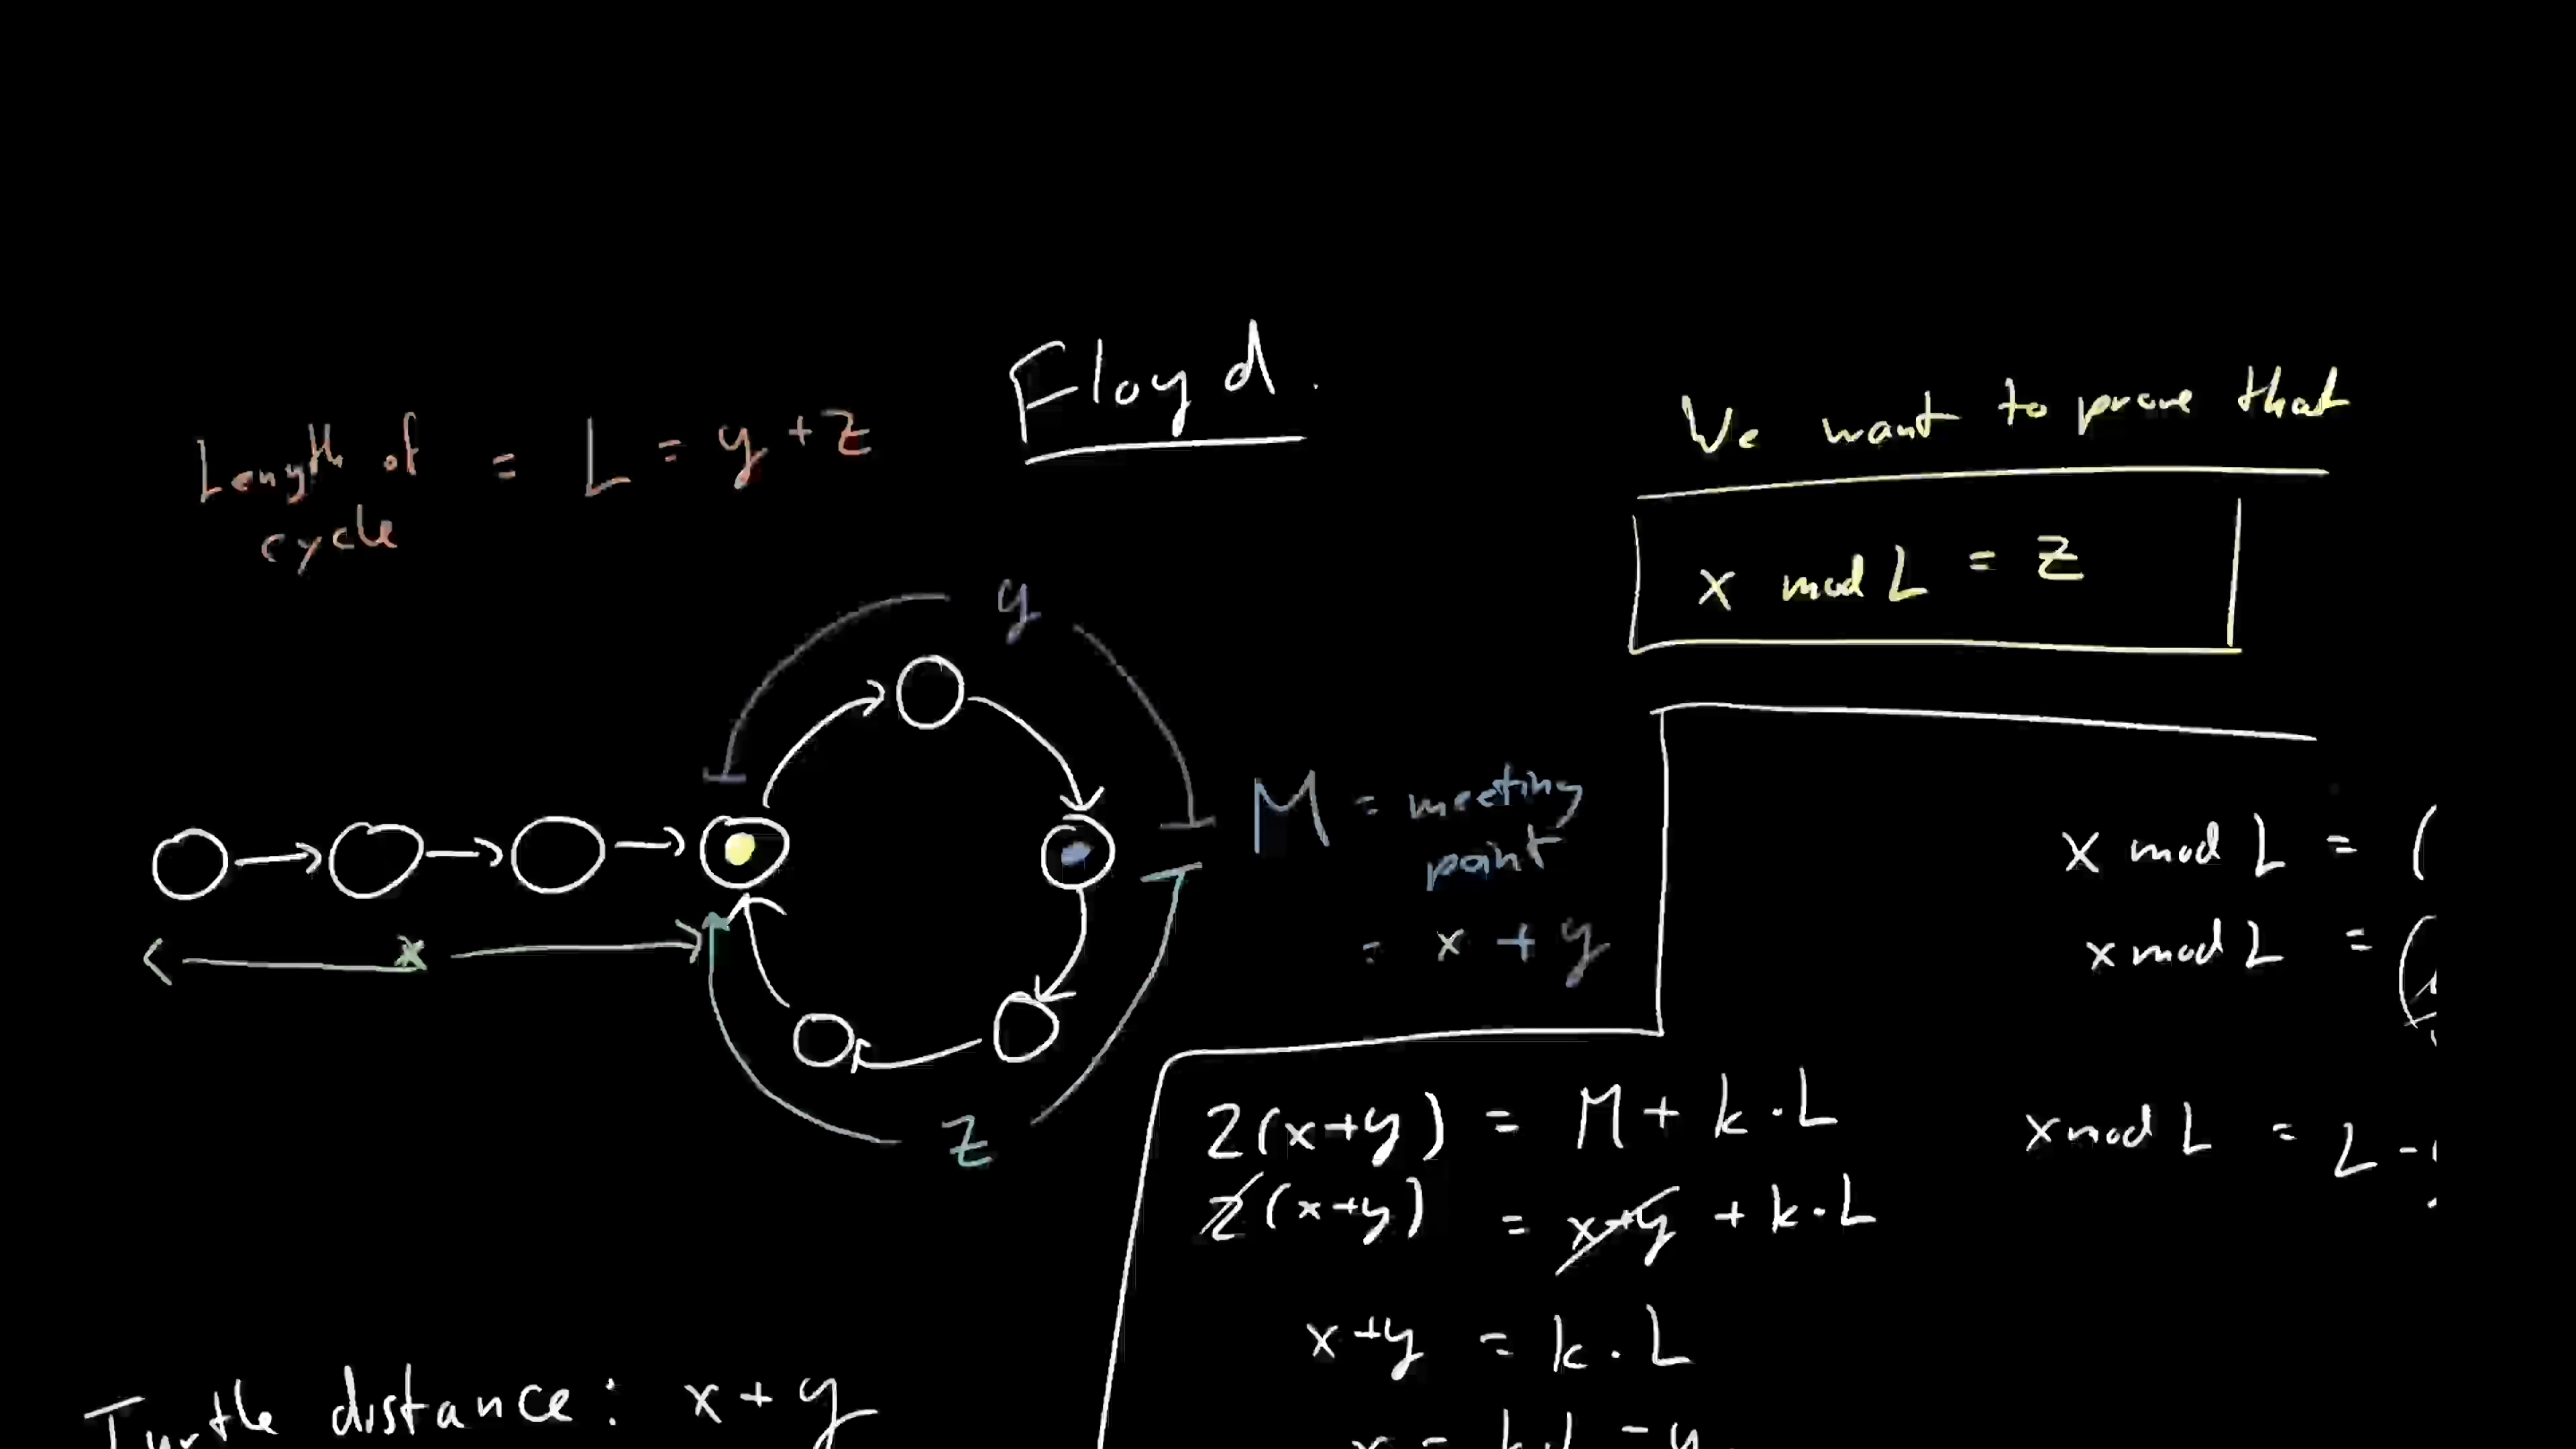 Floyd.
Length of cycle = L = y + z
We want to prove that
x mod L = z
y
M = meeting point
= x + y
x
z
x mod L = (
x mod L = (
x mod L = L -
2(x+y) = M + k . L
2(x+y) = x+y + k . L
x+y = k . L
x = k.L - y
Turtle distance: x + y